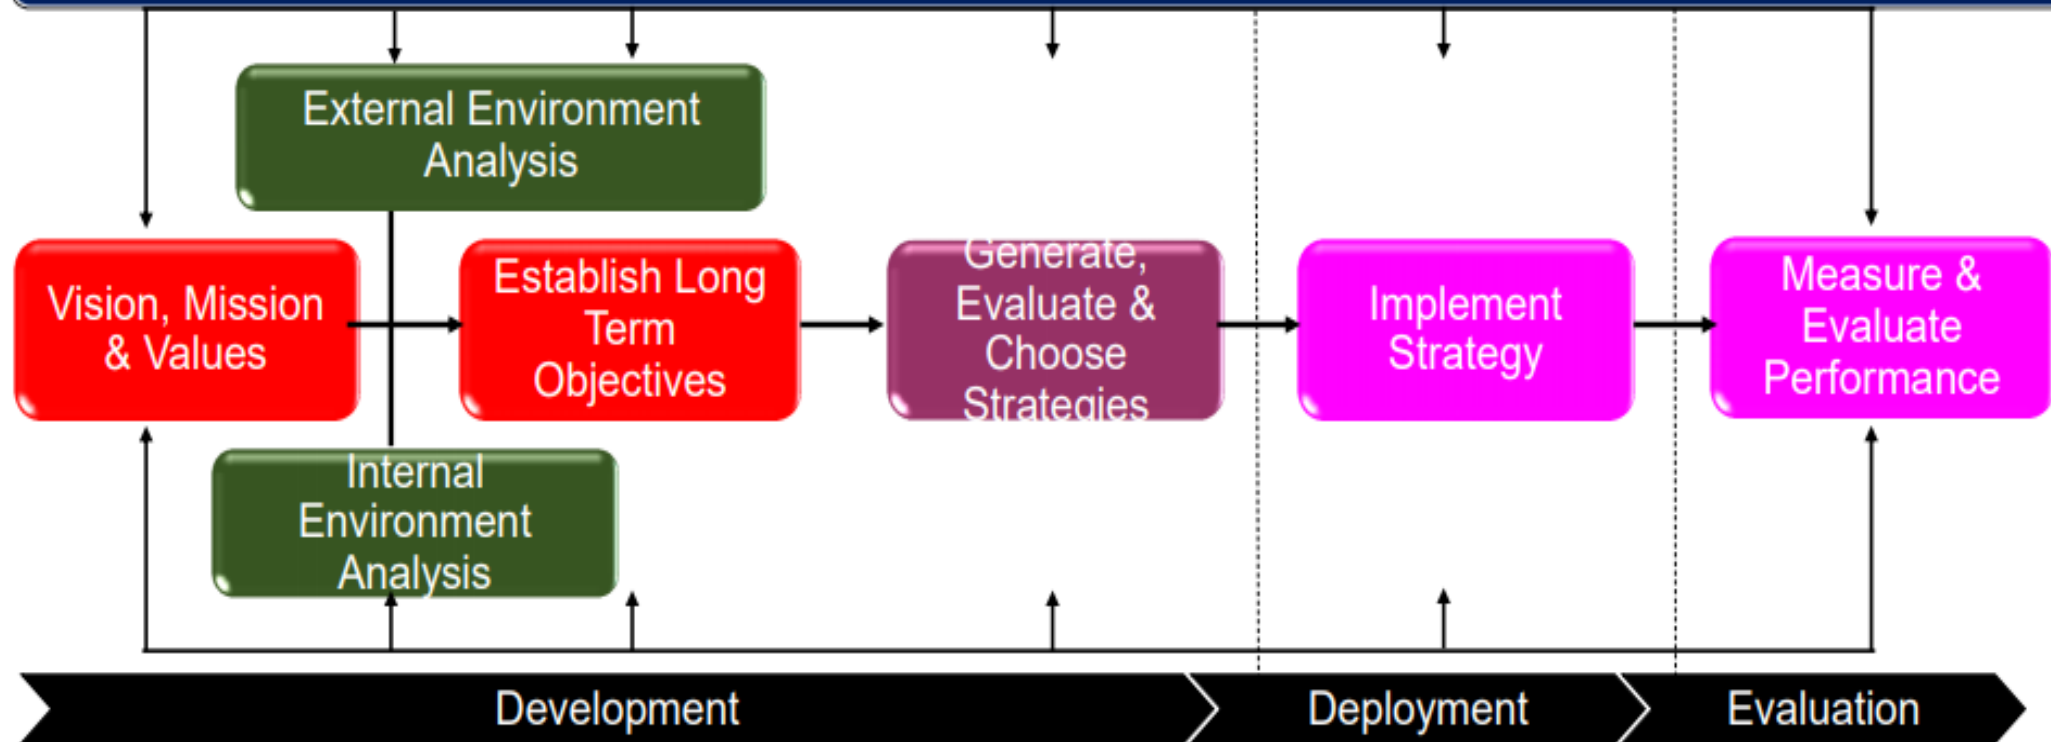 External Environment
Analysis
Vision, Mission
& Values
Establish Long
Term
Objectives
Generate,
Evaluate &
Choose
Strategies
Implement
Strategy
Measure &
Evaluate
Performance
Internal
Environment
Analysis
Development
Deployment
Evaluation